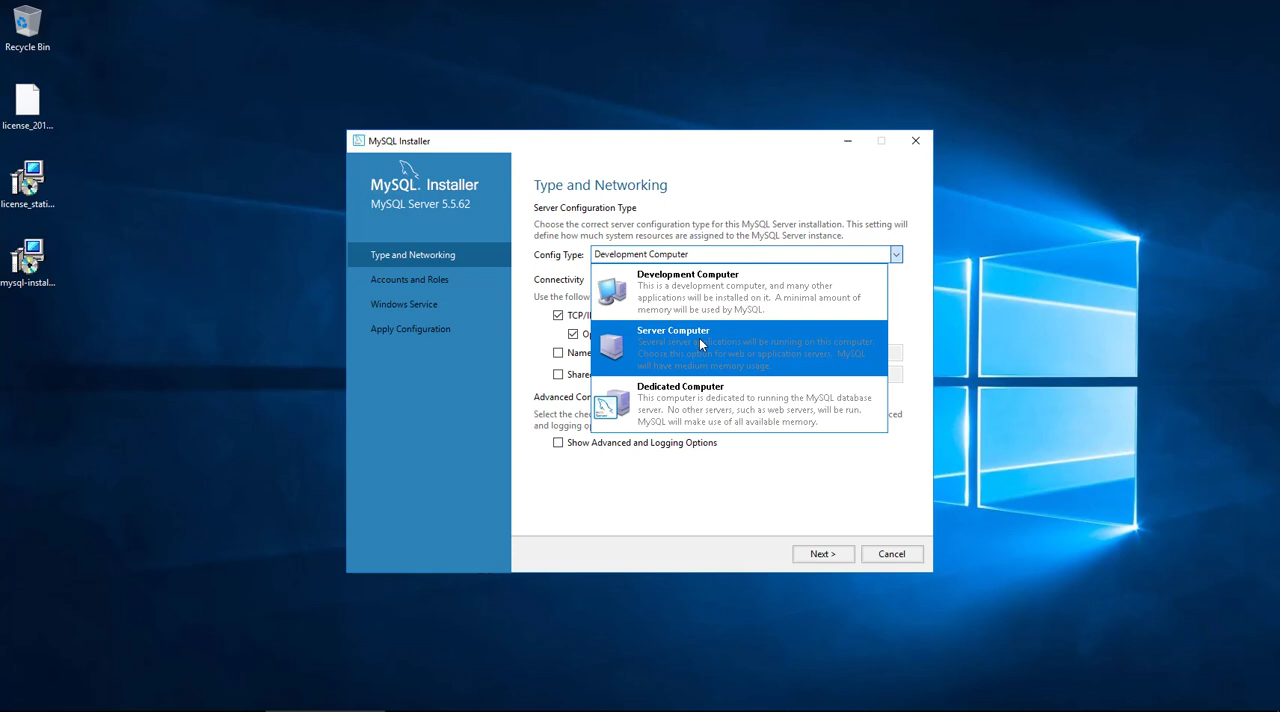 Recycle Bin
license_201...
license_stati...
mysql-instal...
MySQL Installer
MySQL. Installer
MySQL Server 5.5.62
Type and Networking
Accounts and Roles
Windows Service
Apply Configuration
Type and Networking
Server Configuration Type
Choose the correct server configuration type for this MySQL Server installation. This setting will
define how much system resources are assigned to the MySQL Server instance.
Config Type: Development Computer
Development Computer
This is a development computer, and many other
applications will be installed on it. A minimal amount of
memory will be used by MySQL.
Server Computer
Several server applications will be running on this computer.
Choose this option for web or application servers. MySQL
will have medium memory usage.
Dedicated Computer
This computer is dedicated to running the MySQL database
server. No other servers, such as web servers, will be run.
MySQL will make use of all available memory.
Connectivity
Use the follow
TCP/I
Op
Name
Share
Advanced Con
Select the che
and logging o
Show Advanced and Logging Options
Next >
Cancel